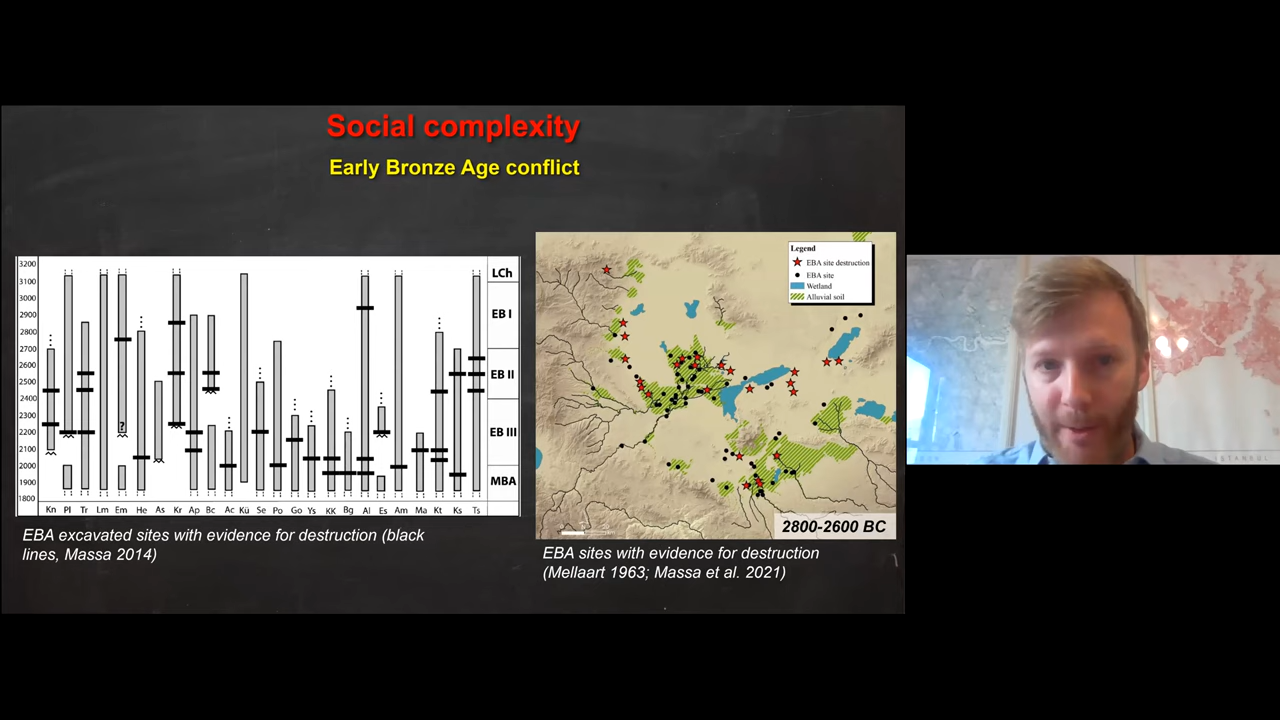 Social complexity
Early Bronze Age conflict
3200
3100
3000
2900
2800
2700
2600
2500
2400
2300
2200
2100
2000
1900
1800
LCh
EB I
EB II
EB III
MBA
?
Kn Pl Tr Lm Em He As Kr Ap Bc Ac Kü Se Po Go Ys KK Bg Al Es Am Ma Kt Ks Ts
EBA excavated sites with evidence for destruction (black
lines, Massa 2014)
Legend
EBA site destruction
EBA site
Wetland
Alluvial soil
2800-2600 BC
EBA sites with evidence for destruction
(Mellaart 1963; Massa et al. 2021)
ISTANBUL